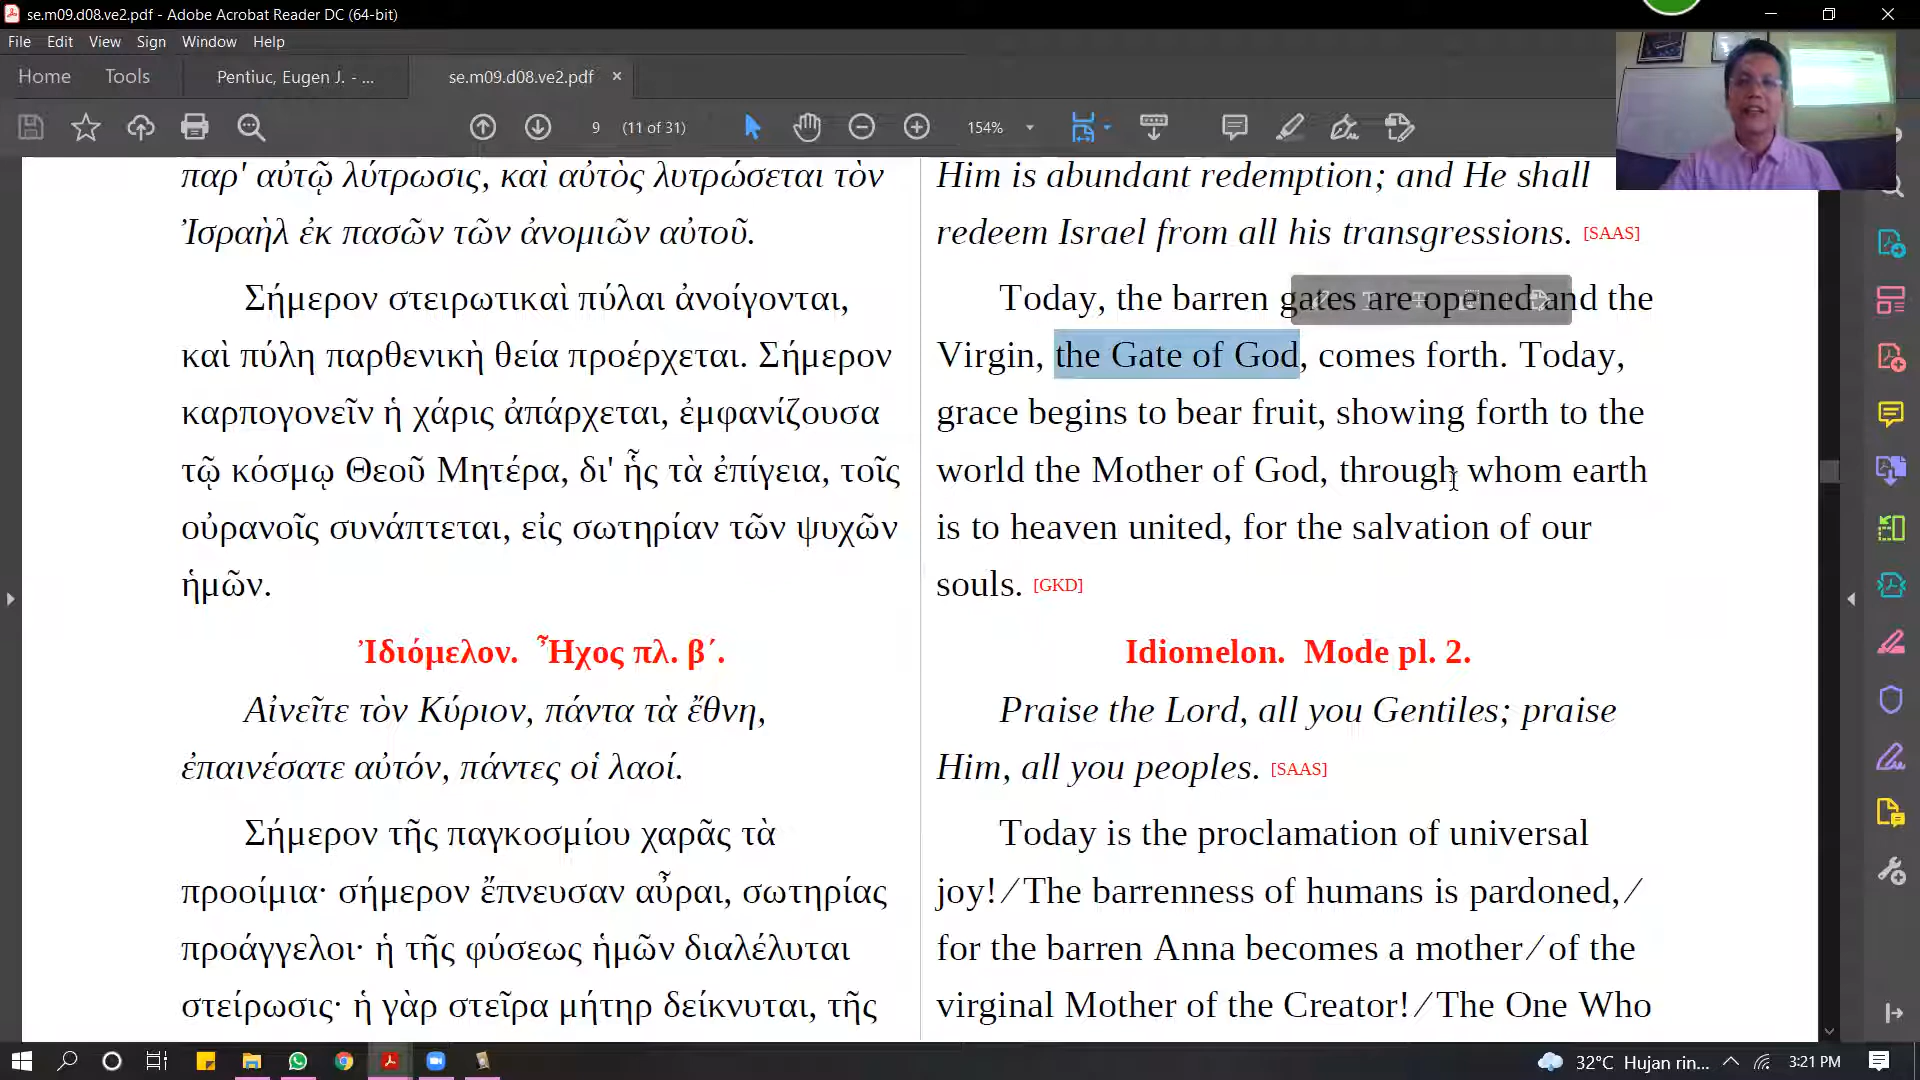 se.m09.d08.ve2.pdf - Adobe Acrobat Reader DC (64-bit)
File Edit View Sign Window Help
Home Tools Pentiuc, Eugen J. - ... se.m09.d08.ve2.pdf ×
9 (11 of 31) 154%
παρ' αὐτῷ λύτρωσις, καὶ αὐτὸς λυτρώσεται τὸν
Ἰσραὴλ ἐκ πασῶν τῶν ἀνομιῶν αὐτοῦ.
Σήμερον στειρωτικαὶ πύλαι ἀνοίγονται,
καὶ πύλη παρθενικὴ θεία προέρχεται. Σήμερον
καρπογονεῖν ἡ χάρις ἀπάρχεται, ἐμφανίζουσα
τῷ κόσμῳ Θεοῦ Μητέρα, δι' ἧς τὰ ἐπίγεια, τοῖς
οὐρανοῖς συνάπτεται, εἰς σωτηρίαν τῶν ψυχῶν
ἡμῶν.
Ἰδιόμελον. Ἦχος πλ. β΄.
Αἰνεῖτε τὸν Κύριον, πάντα τὰ ἔθνη,
ἐπαινέσατε αὐτόν, πάντες οἱ λαοί.
Σήμερον τῆς παγκοσμίου χαρᾶς τὰ
προοίμια· σήμερον ἔπνευσαν αὖραι, σωτηρίας
προάγγελοι· ἡ τῆς φύσεως ἡμῶν διαλέλυται
στείρωσις· ἡ γὰρ στεῖρα μήτηρ δείκνυται, τῆς
Him is abundant redemption; and He shall
redeem Israel from all his transgressions. [SAAS]
Today, the barren gates are opened and the
Virgin, the Gate of God, comes forth. Today,
grace begins to bear fruit, showing forth to the
world the Mother of God, through whom earth
is to heaven united, for the salvation of our
souls. [GKD]
Idiomelon. Mode pl. 2.
Praise the Lord, all you Gentiles; praise
Him, all you peoples. [SAAS]
Today is the proclamation of universal
joy! ⁄ The barrenness of humans is pardoned, ⁄
for the barren Anna becomes a mother ⁄ of the
virginal Mother of the Creator! ⁄ The One Who
32°C Hujan rin... 3:21 PM